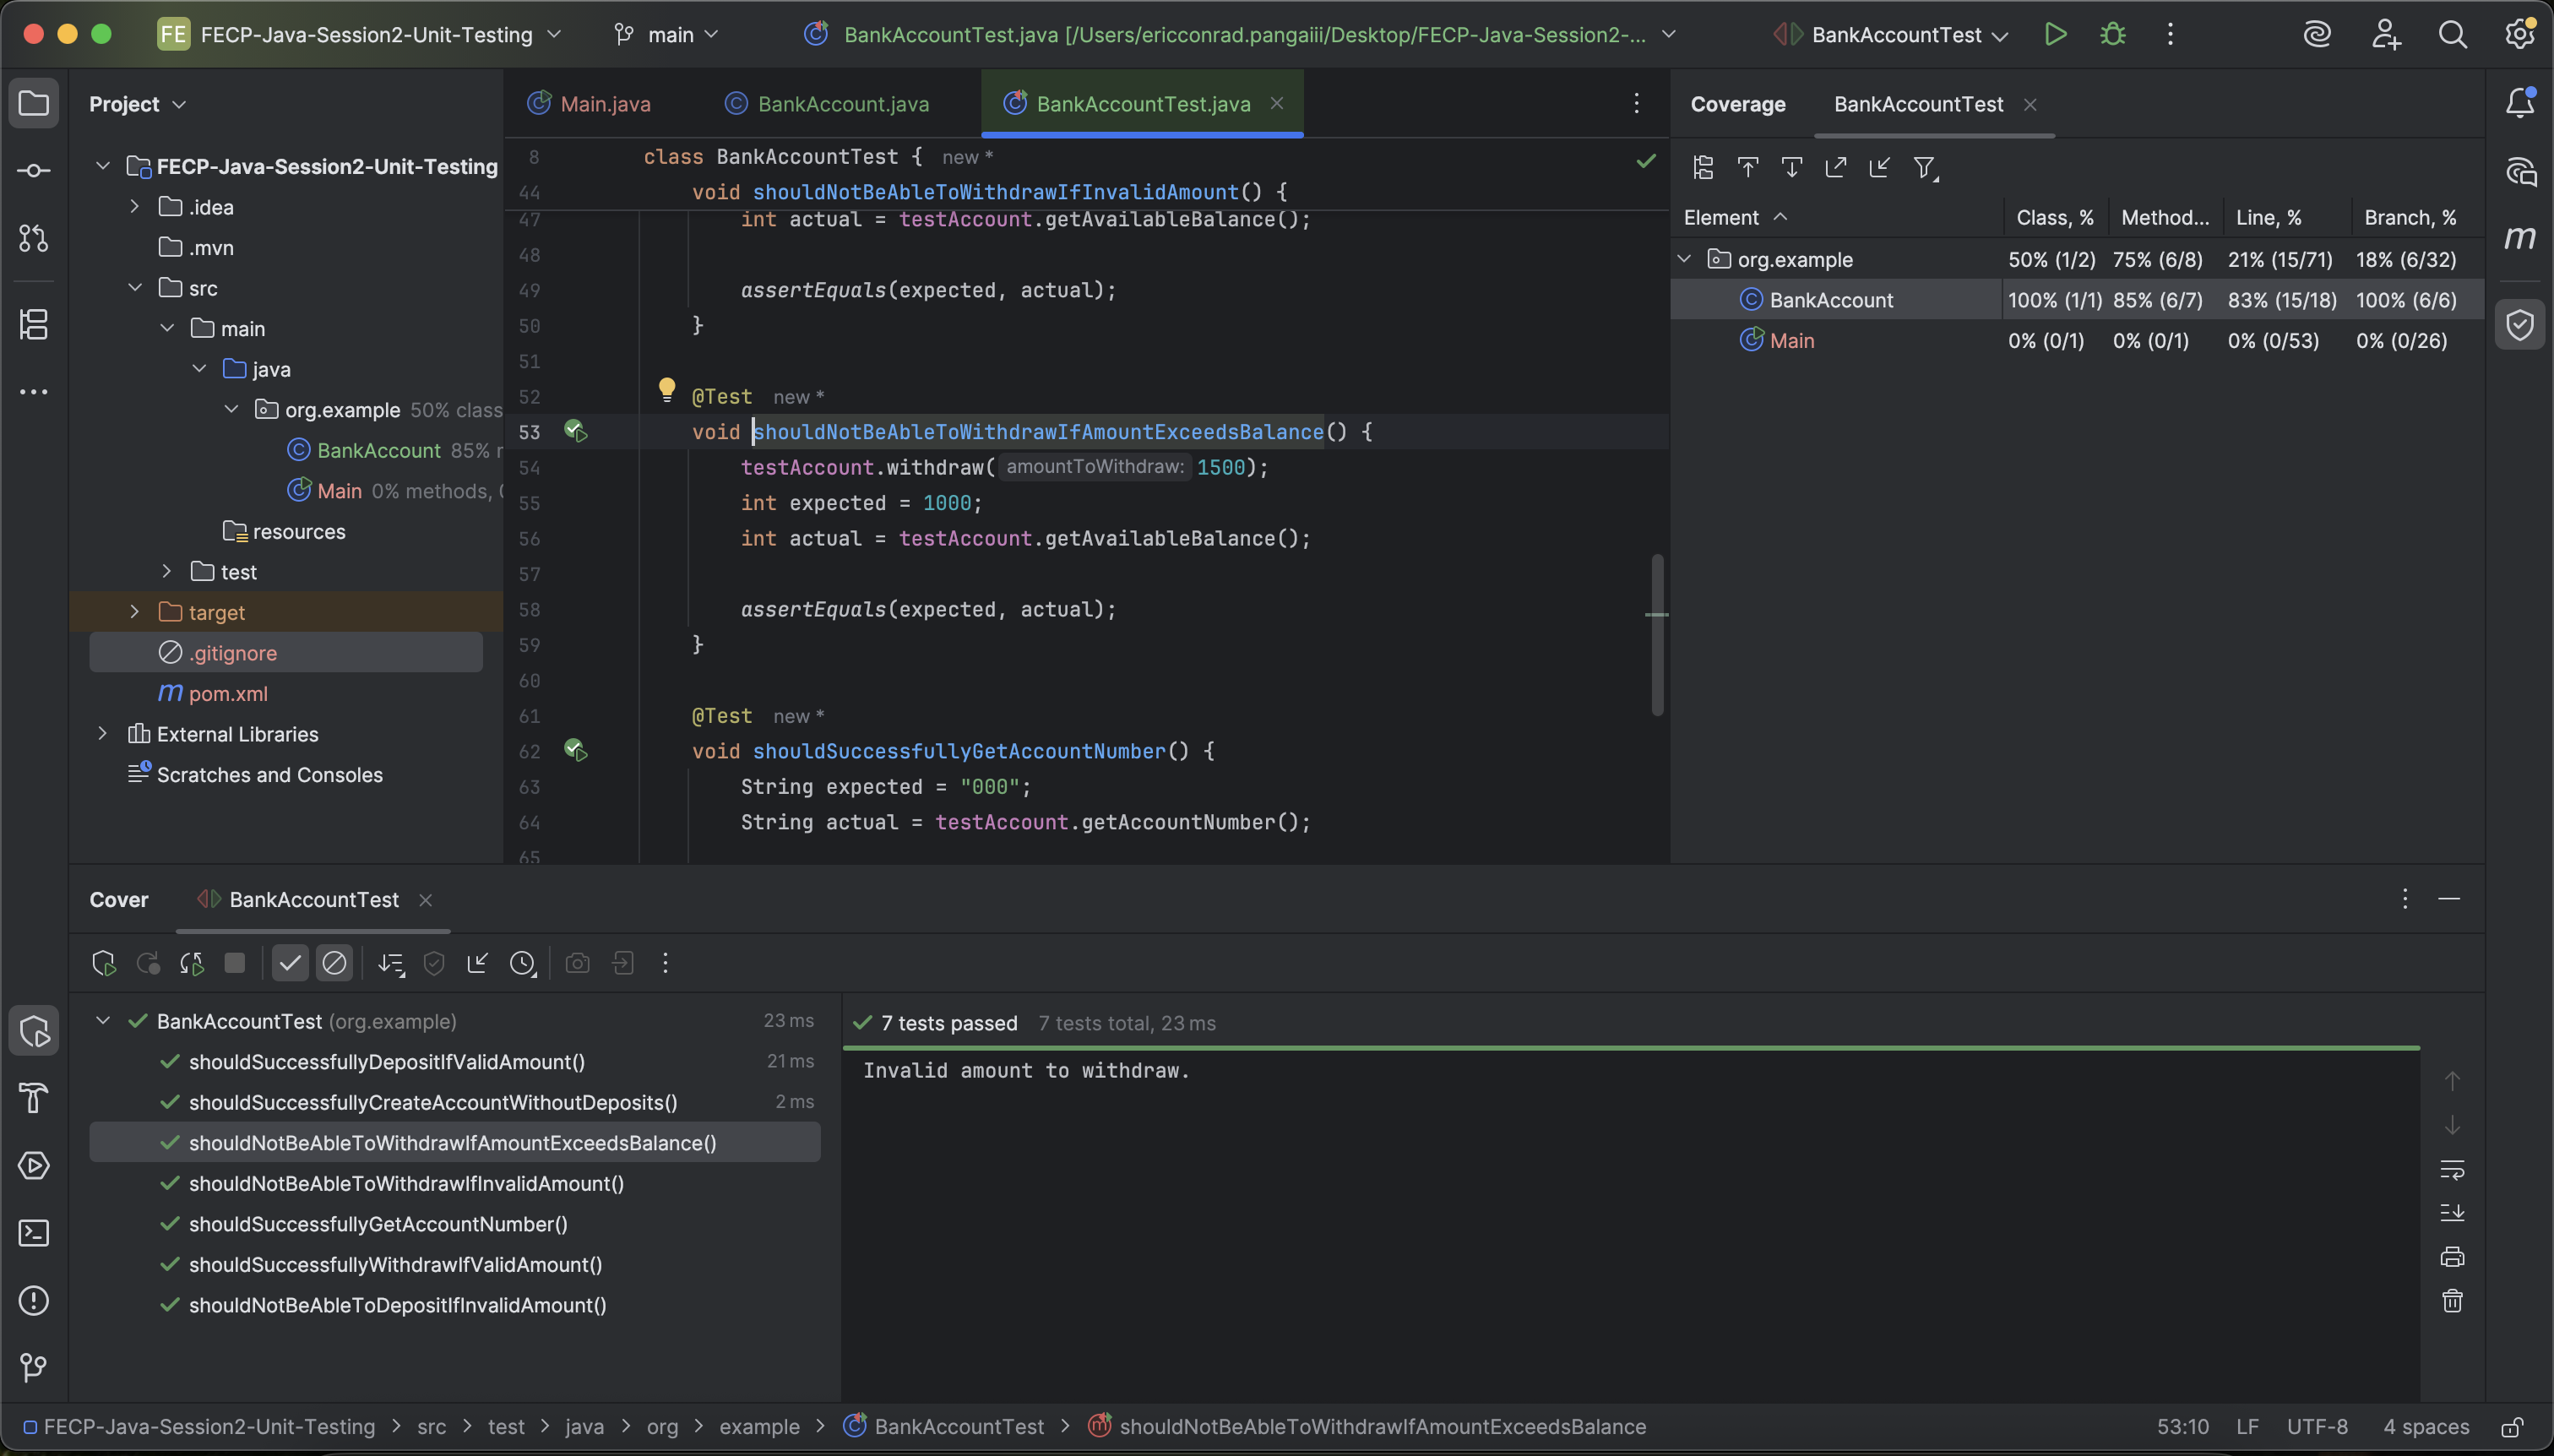 FE FECP-Java-Session2-Unit-Testing main BankAccountTest.java [/Users/ericconrad.pangaiii/Desktop/FECP-Java-Session2-... BankAccountTest
Project
FECP-Java-Session2-Unit-Testing
.idea
.mvn
src
main
java
org.example 50% class
BankAccount 85% r
Main 0% methods, 0
resources
test
target
.gitignore
pom.xml
External Libraries
Scratches and Consoles
Main.java BankAccount.java BankAccountTest.java
8 class BankAccountTest { new *
44 void shouldNotBeAbleToWithdrawIfInvalidAmount() {
47 int actual = testAccount.getAvailableBalance();
48
49 assertEquals(expected, actual);
50 }
51
52 @Test new *
53 void shouldNotBeAbleToWithdrawIfAmountExceedsBalance() {
54 testAccount.withdraw( amountToWithdraw: 1500);
55 int expected = 1000;
56 int actual = testAccount.getAvailableBalance();
57
58 assertEquals(expected, actual);
59 }
60
61 @Test new *
62 void shouldSuccessfullyGetAccountNumber() {
63 String expected = "000";
64 String actual = testAccount.getAccountNumber();
65
Coverage BankAccountTest
Element Class, % Method... Line, % Branch, %
org.example 50% (1/2) 75% (6/8) 21% (15/71) 18% (6/32)
BankAccount 100% (1/1) 85% (6/7) 83% (15/18) 100% (6/6)
Main 0% (0/1) 0% (0/1) 0% (0/53) 0% (0/26)
Cover BankAccountTest
BankAccountTest (org.example) 23 ms
shouldSuccessfullyDepositIfValidAmount() 21 ms
shouldSuccessfullyCreateAccountWithoutDeposits() 2 ms
shouldNotBeAbleToWithdrawIfAmountExceedsBalance()
shouldNotBeAbleToWithdrawIfInvalidAmount()
shouldSuccessfullyGetAccountNumber()
shouldSuccessfullyWithdrawIfValidAmount()
shouldNotBeAbleToDepositIfInvalidAmount()
7 tests passed 7 tests total, 23 ms
Invalid amount to withdraw.
FECP-Java-Session2-Unit-Testing > src > test > java > org > example > BankAccountTest > shouldNotBeAbleToWithdrawIfAmountExceedsBalance 53:10 LF UTF-8 4 spaces